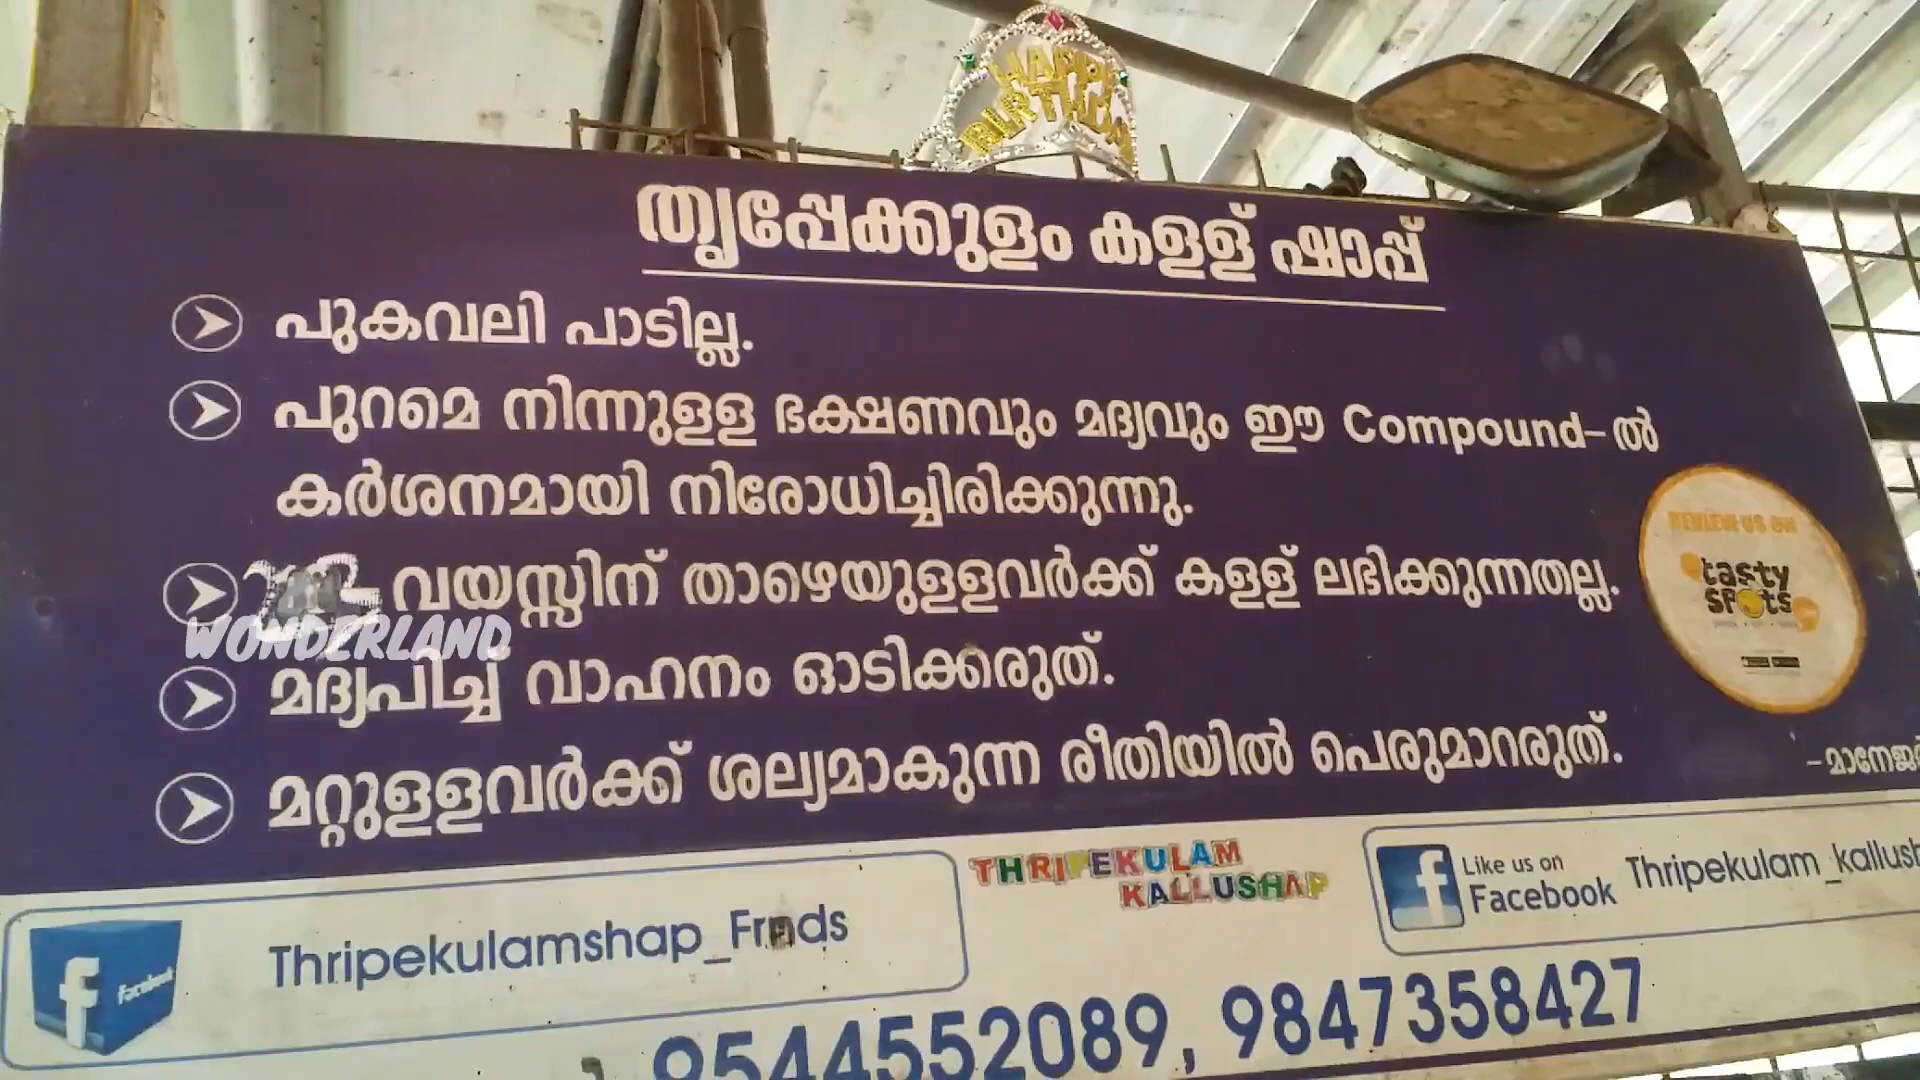 HAPPY
BIRTHDAY
തൃപ്പേക്കുളം കള്ള് ഷാപ്പ്
പുകവലി പാടില്ല.
പുറമെ നിന്നുള്ള ഭക്ഷണവും മദ്യവും ഈ Compound-ൽ
കർശനമായി നിരോധിച്ചിരിക്കുന്നു.
വയസ്സിന് താഴെയുള്ളവർക്ക് കള്ള് ലഭിക്കുന്നതല്ല.
WONDERLAND
മദ്യപിച്ച് വാഹനം ഓടിക്കരുത്.
മറ്റുള്ളവർക്ക് ശല്യമാകുന്ന രീതിയിൽ പെരുമാറരുത്.
REVIEW US ON
tasty
SPOTS
-മാനേജർ
facebook
Thripekulamshap_Frnds
THRIPEKULAM
KALLUSHAP
Like us on
Facebook
Thripekulam_kallush
9544552089, 9847358427